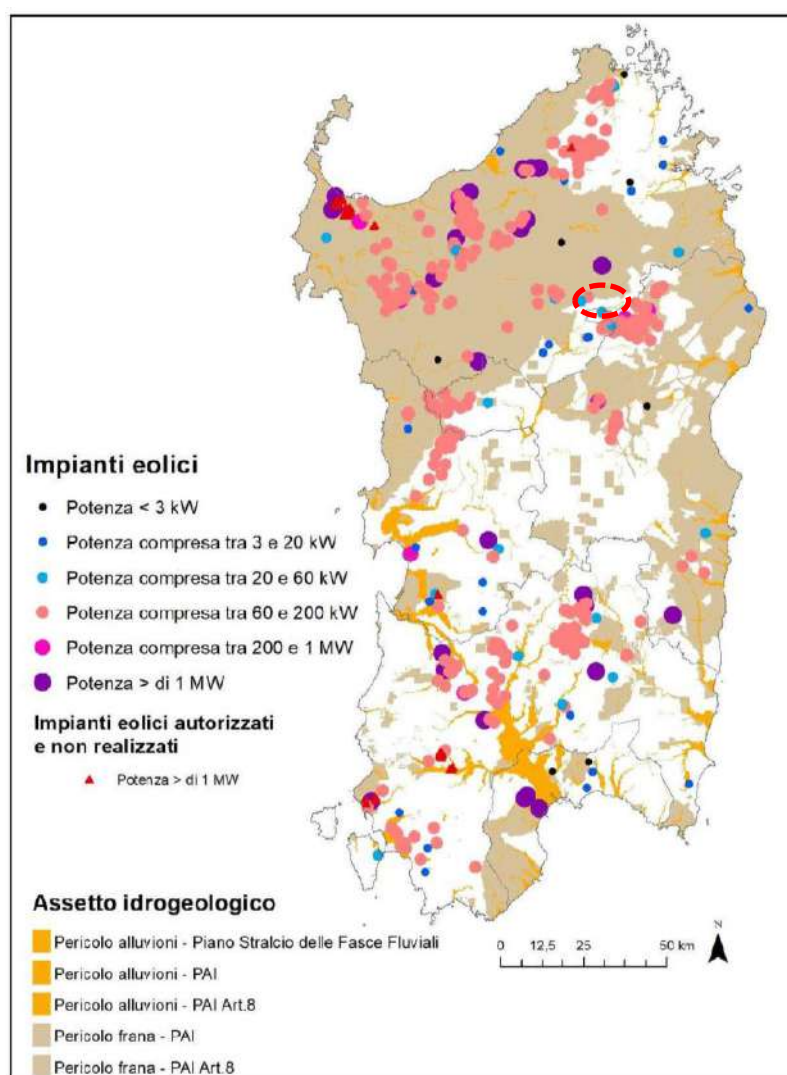 Impianti eolici
Potenza < 3 kW
Potenza compresa tra 3 e 20 kW
Potenza compresa tra 20 e 60 kW
Potenza compresa tra 60 e 200 kW
Potenza compresa tra 200 e 1 MW
Potenza > di 1 MW
Impianti eolici autorizzati
e non realizzati
Potenza > di 1 MW
Assetto idrogeologico
Pericolo alluvioni - Piano Stralcio delle Fasce Fluviali
Pericolo alluvioni - PAI
Pericolo alluvioni - PAI Art.8
Pericolo frana - PAI
Pericolo frana - PAI Art.8
N
0 12,5 25 50 km